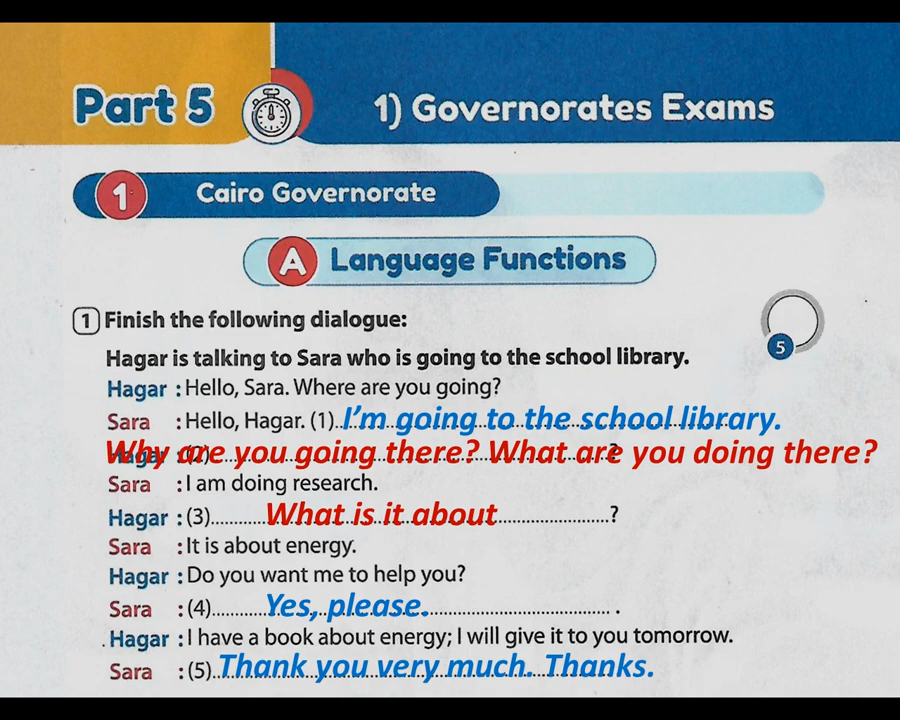 Part 5
1) Governorates Exams
1 Cairo Governorate
A Language Functions
1 Finish the following dialogue:
5
Hagar is talking to Sara who is going to the school library.
Hagar : Hello, Sara. Where are you going?
Sara : Hello, Hagar. (1) I'm going to the school library.
Hagar : (2) Why are you going there? What are you doing there? ?
Sara : I am doing research.
Hagar : (3) What is it about ?
Sara : It is about energy.
Hagar : Do you want me to help you?
Sara : (4) Yes, please. .
Hagar : I have a book about energy; I will give it to you tomorrow.
Sara : (5) Thank you very much. Thanks.